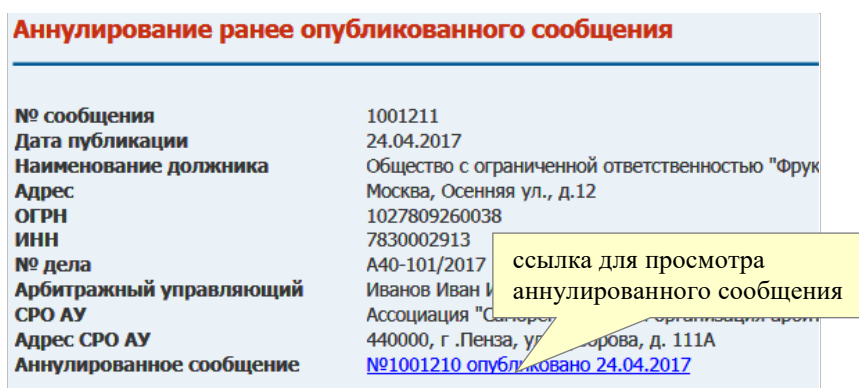 Аннулирование ранее опубликованного сообщения
№ сообщения 1001211
Дата публикации 24.04.2017
Наименование должника Общество с ограниченной ответственностью "Фрук
Адрес Москва, Осенняя ул., д.12
ОГРН 1027809260038
ИНН 7830002913
№ дела А40-101/2017
Арбитражный управляющий Иванов Иван
СРО АУ Ассоциация
Адрес СРО АУ 440000, г .Пенза, д. 111А
Аннулированное сообщение №1001210 опубликовано 24.04.2017
ссылка для просмотра
аннулированного сообщения